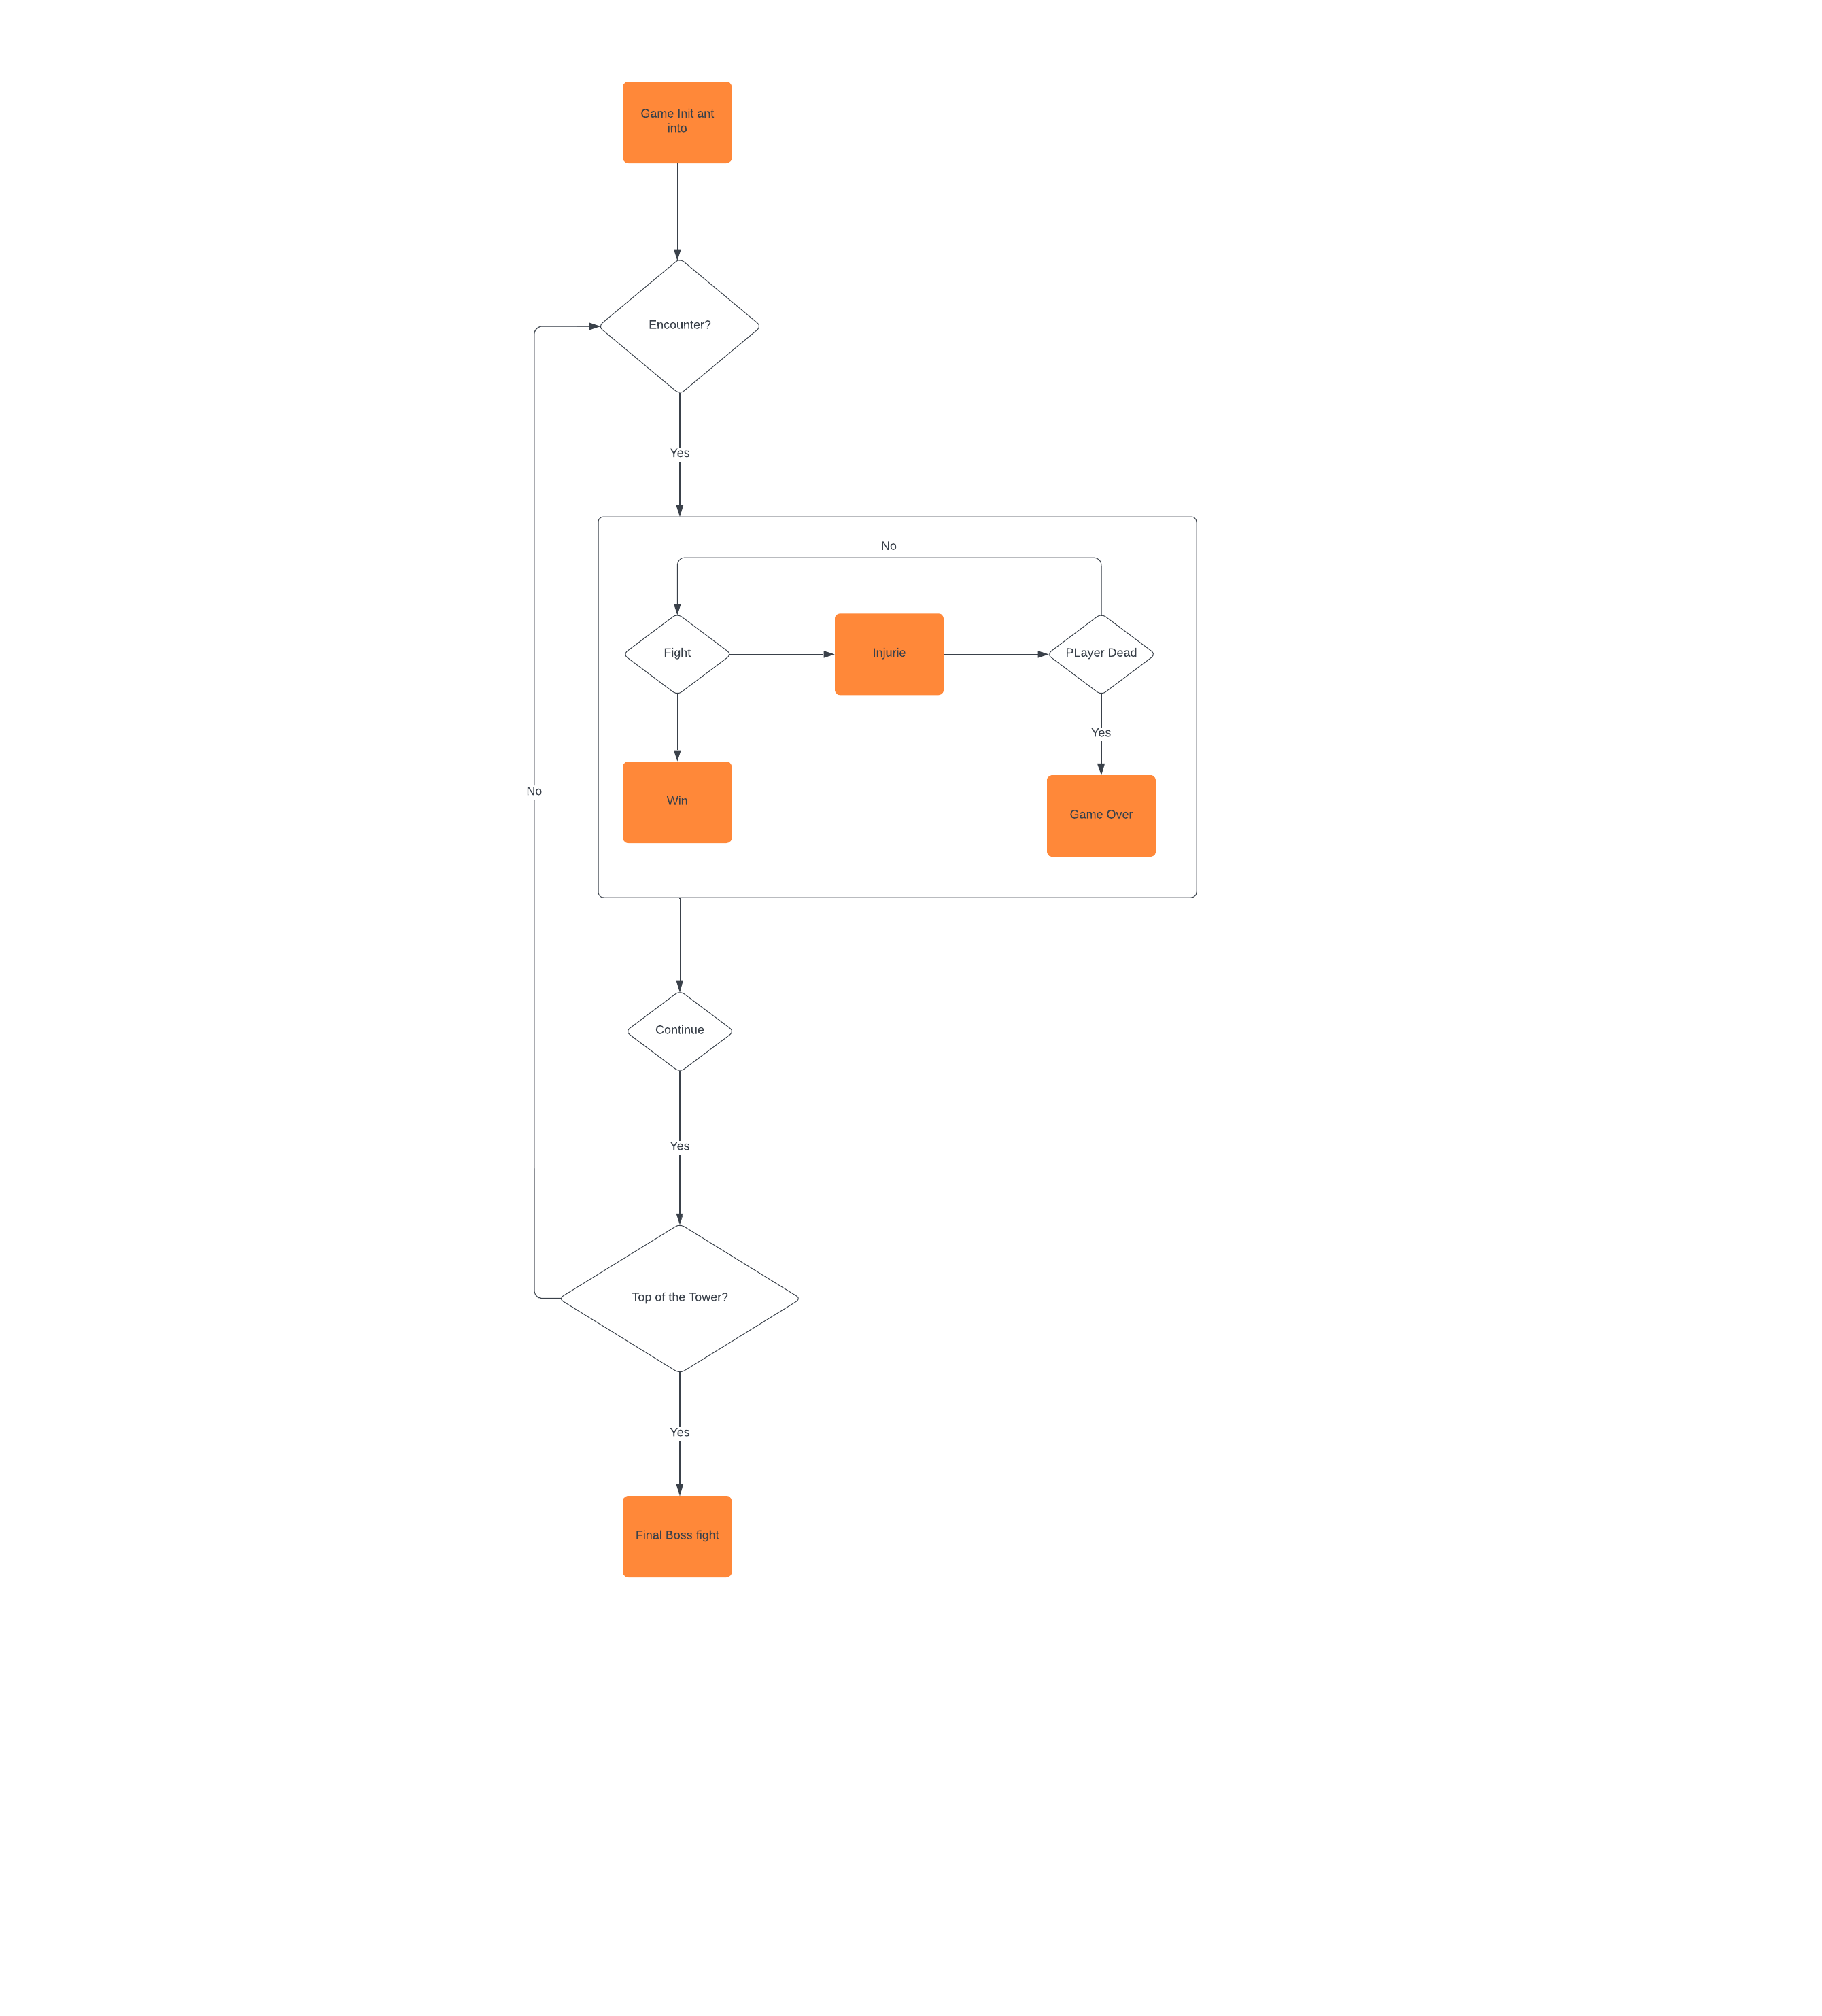 Game Init ant
into
Encounter?
Yes
No
Fight
Injurie
PLayer Dead
Yes
No
Win
Game Over
Continue
Yes
Top of the Tower?
Yes
Final Boss fight